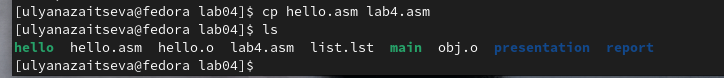 [ulyanazaitseva@fedora lab04]$ cp hello.asm lab4.asm
[ulyanazaitseva@fedora lab04]$ ls
hello  hello.asm  hello.o  lab4.asm  list.lst  main  obj.o  presentation  report
[ulyanazaitseva@fedora lab04]$